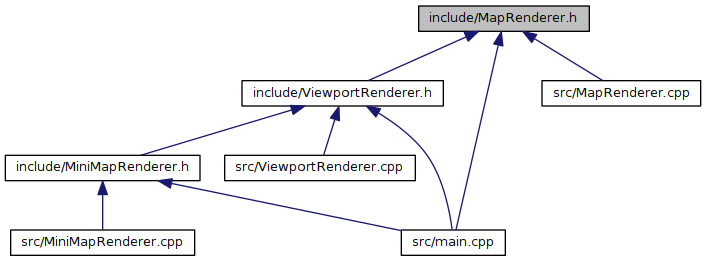 include/MapRenderer.h
include/ViewportRenderer.h
src/MapRenderer.cpp
include/MiniMapRenderer.h
src/ViewportRenderer.cpp
src/MiniMapRenderer.cpp
src/main.cpp